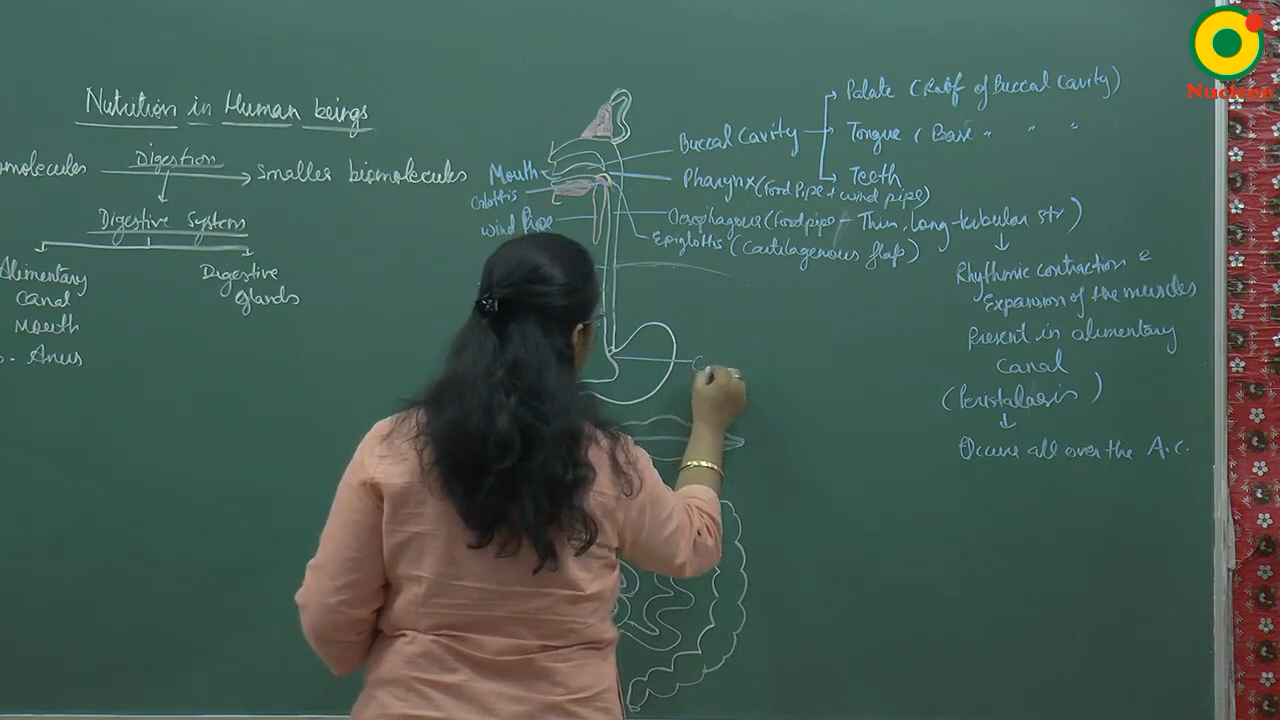 Nucleon
Nutrition in Human beings
omolecules Digestion Smaller biomolecules
Digestive System
Alimentary
Canal
Mouth
Anus
Digestive
glands
Mouth
Glottis
wind Pipe
Buccal Cavity
Palate (Roof of Buccal Cavity)
Tongue (Base " " "
Teeth
Pharynx (Food Pipe + wind pipe)
Oesophagous (Food pipe - Thin, long-tubular str)
Epiglottis (Cartilagenous flap)
Rhythmic contraction &
Expansion of the muscles
Present in alimentary
canal
(Peristalasis)
Occurs all over the A.C.